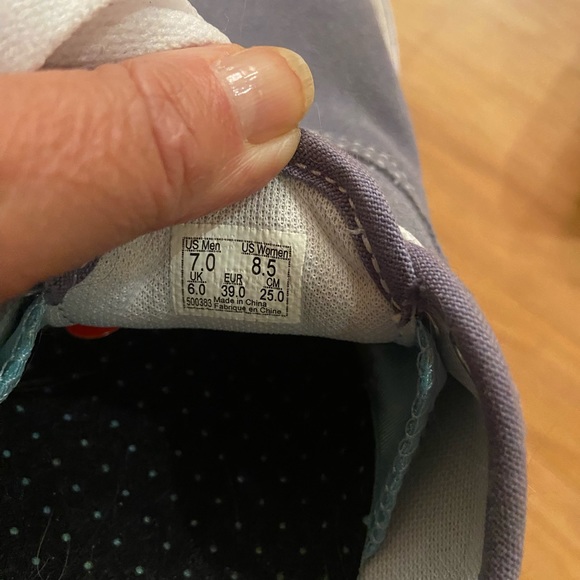 US Men US Women
7.0 8.5
UK EUR CM
6.0 39.0 25.0
500383 Made in China
Fabriqué en Chine